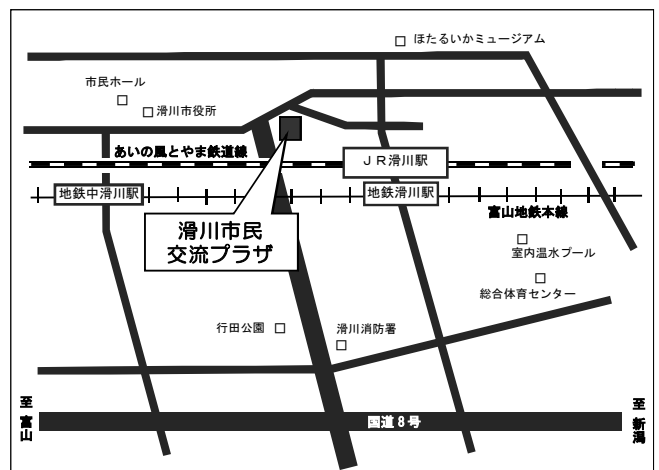 ほたるいかミュージアム
市民ホール
滑川市役所
あいの風とやま鉄道線
JR滑川駅
地鉄中滑川駅
地鉄滑川駅
富山地鉄本線
滑川市民
交流プラザ
室内温水プール
総合体育センター
行田公園
滑川消防署
至 富山
国道8号
至 新潟